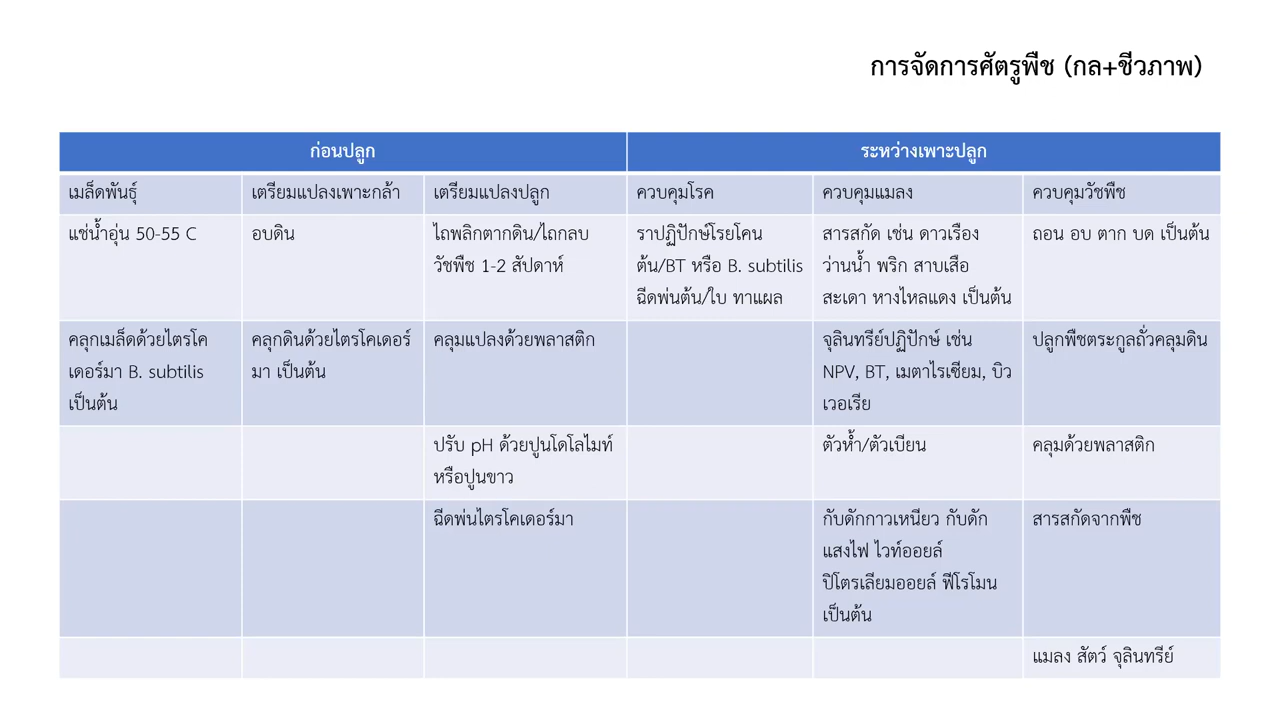 การจัดการศัตรูพืช (กล+ชีวภาพ)
ก่อนปลูก
ระหว่างเพาะปลูก
เมล็ดพันธุ์
เตรียมแปลงเพาะกล้า
เตรียมแปลงปลูก
ควบคุมโรค
ควบคุมแมลง
ควบคุมวัชพืช
แช่น้ำอุ่น 50-55 C
อบดิน
ไถพลิกตากดิน/ไถกลบ
วัชพืช 1-2 สัปดาห์
ราปฏิปักษ์โรยโคน
ต้น/BT หรือ B. subtilis
ฉีดพ่นต้น/ใบ ทาแผล
สารสกัด เช่น ดาวเรือง
ว่านน้ำ พริก สาบเสือ
สะเดา หางไหลแดง เป็นต้น
ถอน อบ ตาก บด เป็นต้น
คลุกเมล็ดด้วยไตรโค
เดอร์มา B. subtilis
เป็นต้น
คลุกดินด้วยไตรโคเดอร์
มา เป็นต้น
คลุมแปลงด้วยพลาสติก
จุลินทรีย์ปฏิปักษ์ เช่น
NPV, BT, เมตาไรเซียม, บิว
เวอเรีย
ปลูกพืชตระกูลถั่วคลุมดิน
ปรับ pH ด้วยปูนโดโลไมท์
หรือปูนขาว
ตัวห้ำ/ตัวเบียน
คลุมด้วยพลาสติก
ฉีดพ่นไตรโคเดอร์มา
กับดักกาวเหนียว กับดัก
แสงไฟ ไวท์ออยล์
ปิโตรเลียมออยล์ ฟีโรโมน
เป็นต้น
สารสกัดจากพืช
แมลง สัตว์ จุลินทรีย์